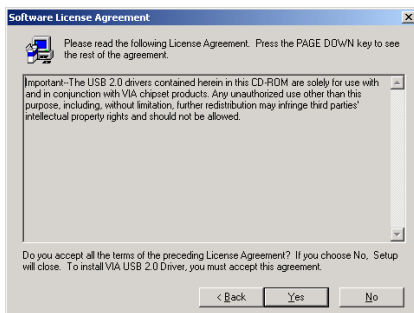 Software License Agreement
Please read the following License Agreement. Press the PAGE DOWN key to see
the rest of the agreement.
Important--The USB 2.0 drivers contained herein in this CD-ROM are solely for use with
and in conjunction with VIA chipset products. Any unauthorized use other than this
purpose, including, without limitation, further redistribution may infringe third parties'
intellectual property rights and should not be allowed.
Do you accept all the terms of the preceding License Agreement? If you choose No, Setup
will close. To install VIA USB 2.0 Driver, you must accept this agreement.
< Back Yes No